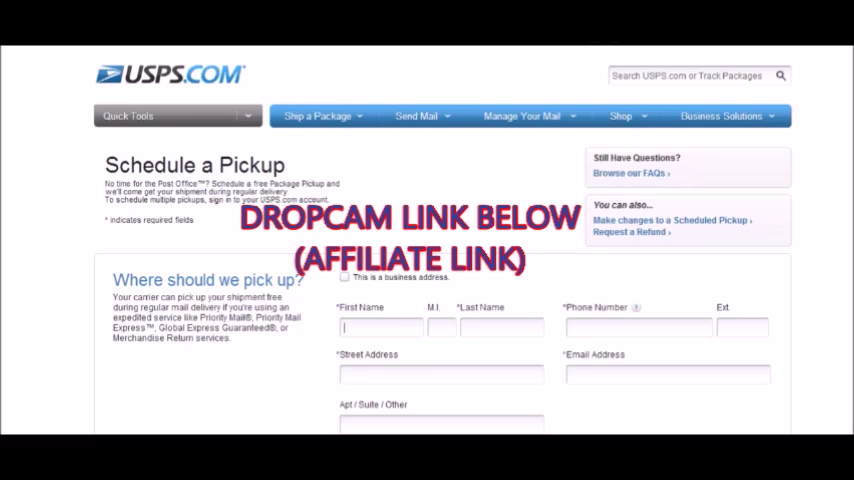 USPS.COM
Search USPS.com or Track Packages
Quick Tools
Ship a Package
Send Mail
Manage Your Mail
Shop
Business Solutions
Schedule a Pickup
No time for the Post Office™? Schedule a free Package Pickup and
we'll come get your shipment during regular delivery.
To schedule multiple pickups, sign in to your USPS.com account.
* indicates required fields
Still Have Questions?
Browse our FAQs ›
You can also...
Make changes to a Scheduled Pickup ›
Request a Refund ›
DROPCAM LINK BELOW
(AFFILIATE LINK)
Where should we pick up?
Your carrier can pick up your shipment free
during regular mail delivery if you're using an
expedited service like Priority Mail®, Priority Mail
Express™, Global Express Guaranteed®, or
Merchandise Return services.
This is a business address.
*First Name
M.I.
*Last Name
*Phone Number
?
Ext.
*Street Address
*Email Address
Apt / Suite / Other